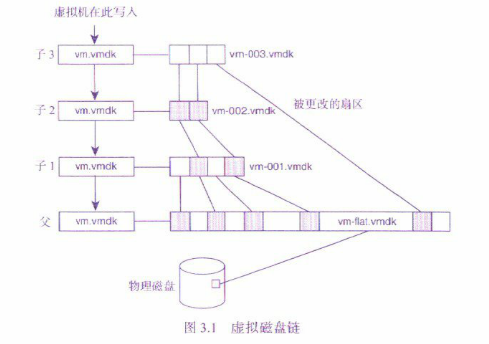 虚拟机在此写入
子 3
vm.vmdk
vm-003.vmdk
被更改的扇区
子 2
vm.vmdk
vm-002.vmdk
子 1
vm.vmdk
vm-001.vmdk
父
vm.vmdk
vm-flat.vmdk
物理磁盘
图 3.1 虚拟磁盘链